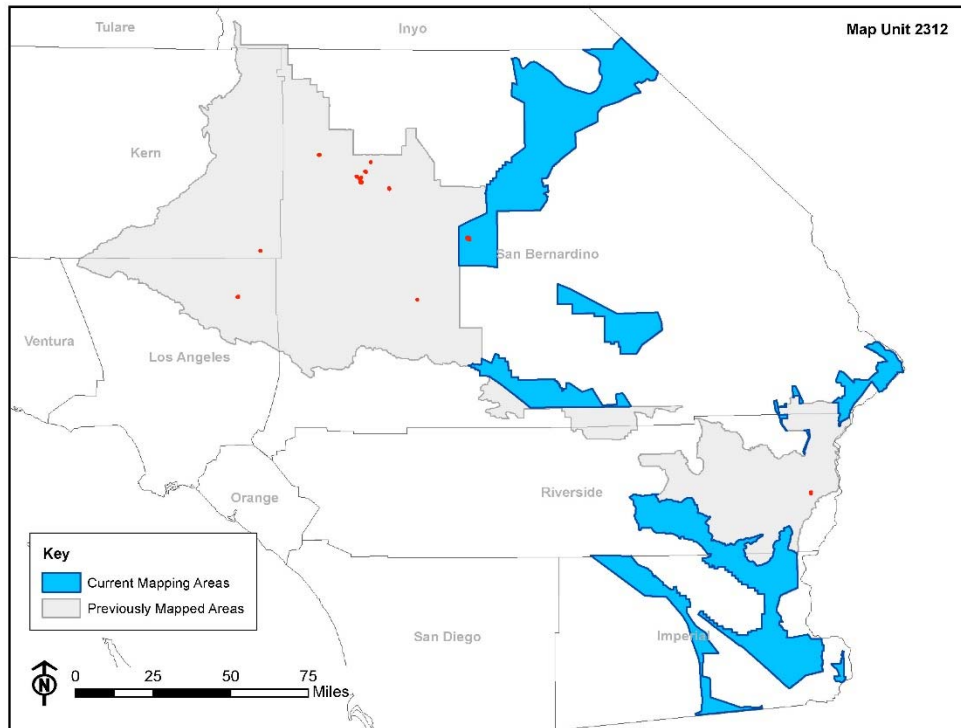 Tulare
Inyo
Map Unit 2312
Kern
San Bernardino
Ventura
Los Angeles
Orange
Riverside
Key
Current Mapping Areas
Previously Mapped Areas
San Diego
Imperial
N
0 25 50 75
Miles